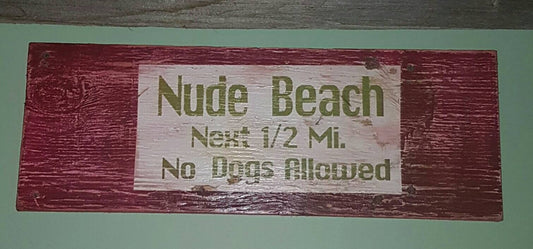 Nude Beach
Next 1/2 Mi.
No Dogs Allowed